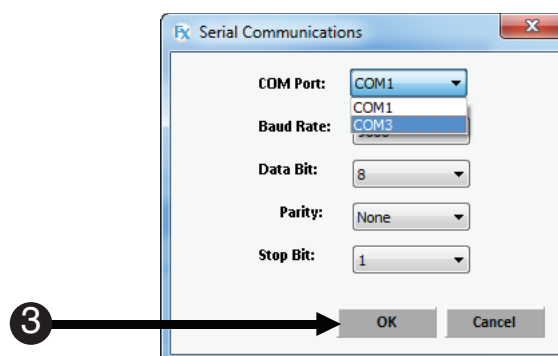 Fx Serial Communications
x
COM Port: COM1
COM1
COM3
Baud Rate:
Data Bit: 8
Parity: None
Stop Bit: 1
3 OK Cancel